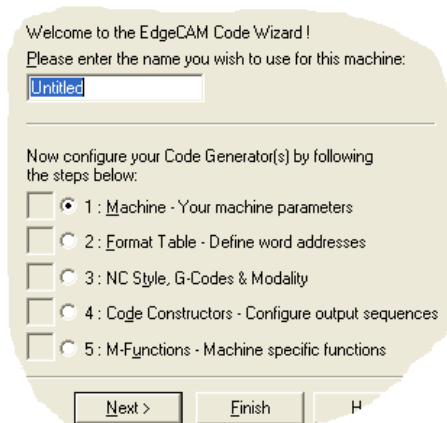 Welcome to the EdgeCAM Code Wizard !
Please enter the name you wish to use for this machine:
Untitled
Now configure your Code Generator(s) by following
the steps below:
1 : Machine - Your machine parameters
2 : Format Table - Define word addresses
3 : NC Style, G-Codes & Modality
4 : Code Constructors - Configure output sequences
5 : M-Functions - Machine specific functions
Next > Finish